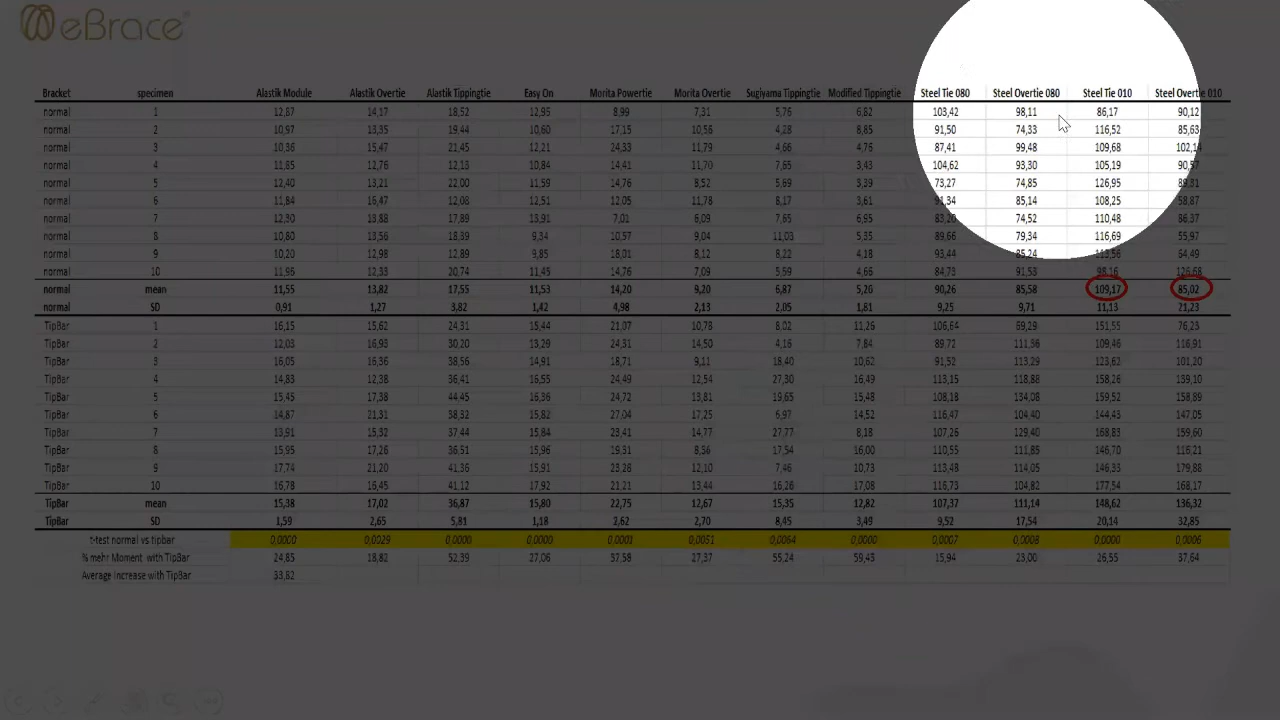 eBrace®
Bracket specimen Alastik Module Alastik Overtie Alastik Tippingtie Easy On Morita Powertie Morita Overtie Sugiyama Tippingtie Modified Tippingtie Steel Tie 080 Steel Overtie 080 Steel Tie 010 Steel Overtie 010
normal 1 12,87 14,17 18,52 12,95 8,99 7,31 5,76 6,82 103,42 98,11 86,17 90,12
normal 2 10,97 13,35 19,44 10,60 17,15 10,56 4,28 8,85 91,50 74,33 116,52 85,63
normal 3 10,36 15,47 21,45 12,21 24,33 11,79 4,66 4,76 87,41 99,48 109,68 102,14
normal 4 11,85 12,76 12,13 10,84 14,41 11,70 7,65 3,43 104,62 93,30 105,19 90,57
normal 5 12,40 13,21 22,00 11,59 14,76 8,52 5,69 3,39 73,27 74,85 126,95 89,31
normal 6 11,84 16,47 12,08 12,51 12,05 11,78 8,17 3,61 91,34 85,14 108,25 58,87
normal 7 12,30 13,88 17,89 13,91 7,01 6,09 7,65 6,95 83,20 74,52 110,48 86,37
normal 8 10,80 13,56 18,39 9,34 10,57 9,04 11,03 5,35 89,66 79,34 116,69 55,97
normal 9 10,20 12,98 12,89 9,85 18,01 8,12 8,22 4,18 93,44 85,24 113,56 64,49
normal 10 11,96 12,33 20,74 11,45 14,76 7,09 5,59 4,66 84,73 91,53 98,16 126,68
normal mean 11,55 13,82 17,55 11,53 14,20 9,20 6,87 5,20 90,26 85,58 109,17 85,02
normal SD 0,91 1,27 3,82 1,42 4,98 2,13 2,05 1,81 9,25 9,71 11,13 21,23
TipBar 1 16,15 15,62 24,31 18,44 21,07 10,78 8,02 11,26 106,64 69,29 151,55 76,23
TipBar 2 12,03 16,93 30,20 13,29 24,31 14,50 4,16 7,84 89,72 111,36 109,46 116,91
TipBar 3 16,05 16,36 38,56 14,91 18,71 9,11 18,40 10,62 91,52 113,29 123,62 101,20
TipBar 4 14,83 12,38 36,41 16,55 24,49 12,54 27,30 16,49 113,15 118,88 158,26 139,10
TipBar 5 15,45 17,38 44,45 16,36 24,72 13,81 19,65 15,48 108,18 134,08 159,52 158,89
TipBar 6 14,87 21,31 38,32 15,82 27,04 17,25 6,97 14,52 116,47 104,40 144,43 147,05
TipBar 7 13,91 15,32 37,44 15,84 23,41 14,77 27,77 8,18 107,26 129,40 168,83 159,60
TipBar 8 15,95 17,26 36,51 15,96 19,31 8,36 17,54 16,00 110,55 111,85 146,70 116,21
TipBar 9 17,74 21,20 41,36 15,91 23,28 12,10 7,46 10,73 113,48 114,05 146,33 179,88
TipBar 10 16,78 16,45 41,12 17,92 21,21 13,44 16,26 17,08 116,73 104,82 177,54 168,17
TipBar mean 15,38 17,02 36,87 15,80 22,75 12,67 15,35 12,82 107,37 111,14 148,62 136,32
TipBar SD 1,59 2,65 5,81 1,18 2,62 2,70 8,45 3,49 9,52 17,54 20,14 32,85
t-test normal vs tipbar 0,0000 0,0029 0,0000 0,0000 0,0001 0,0051 0,0064 0,0000 0,0007 0,0008 0,0000 0,0006
% mehr Moment with TipBar 24,85 18,82 52,39 27,06 37,58 27,37 55,24 59,43 15,94 23,00 26,55 37,64
Average Increase with TipBar 33,82